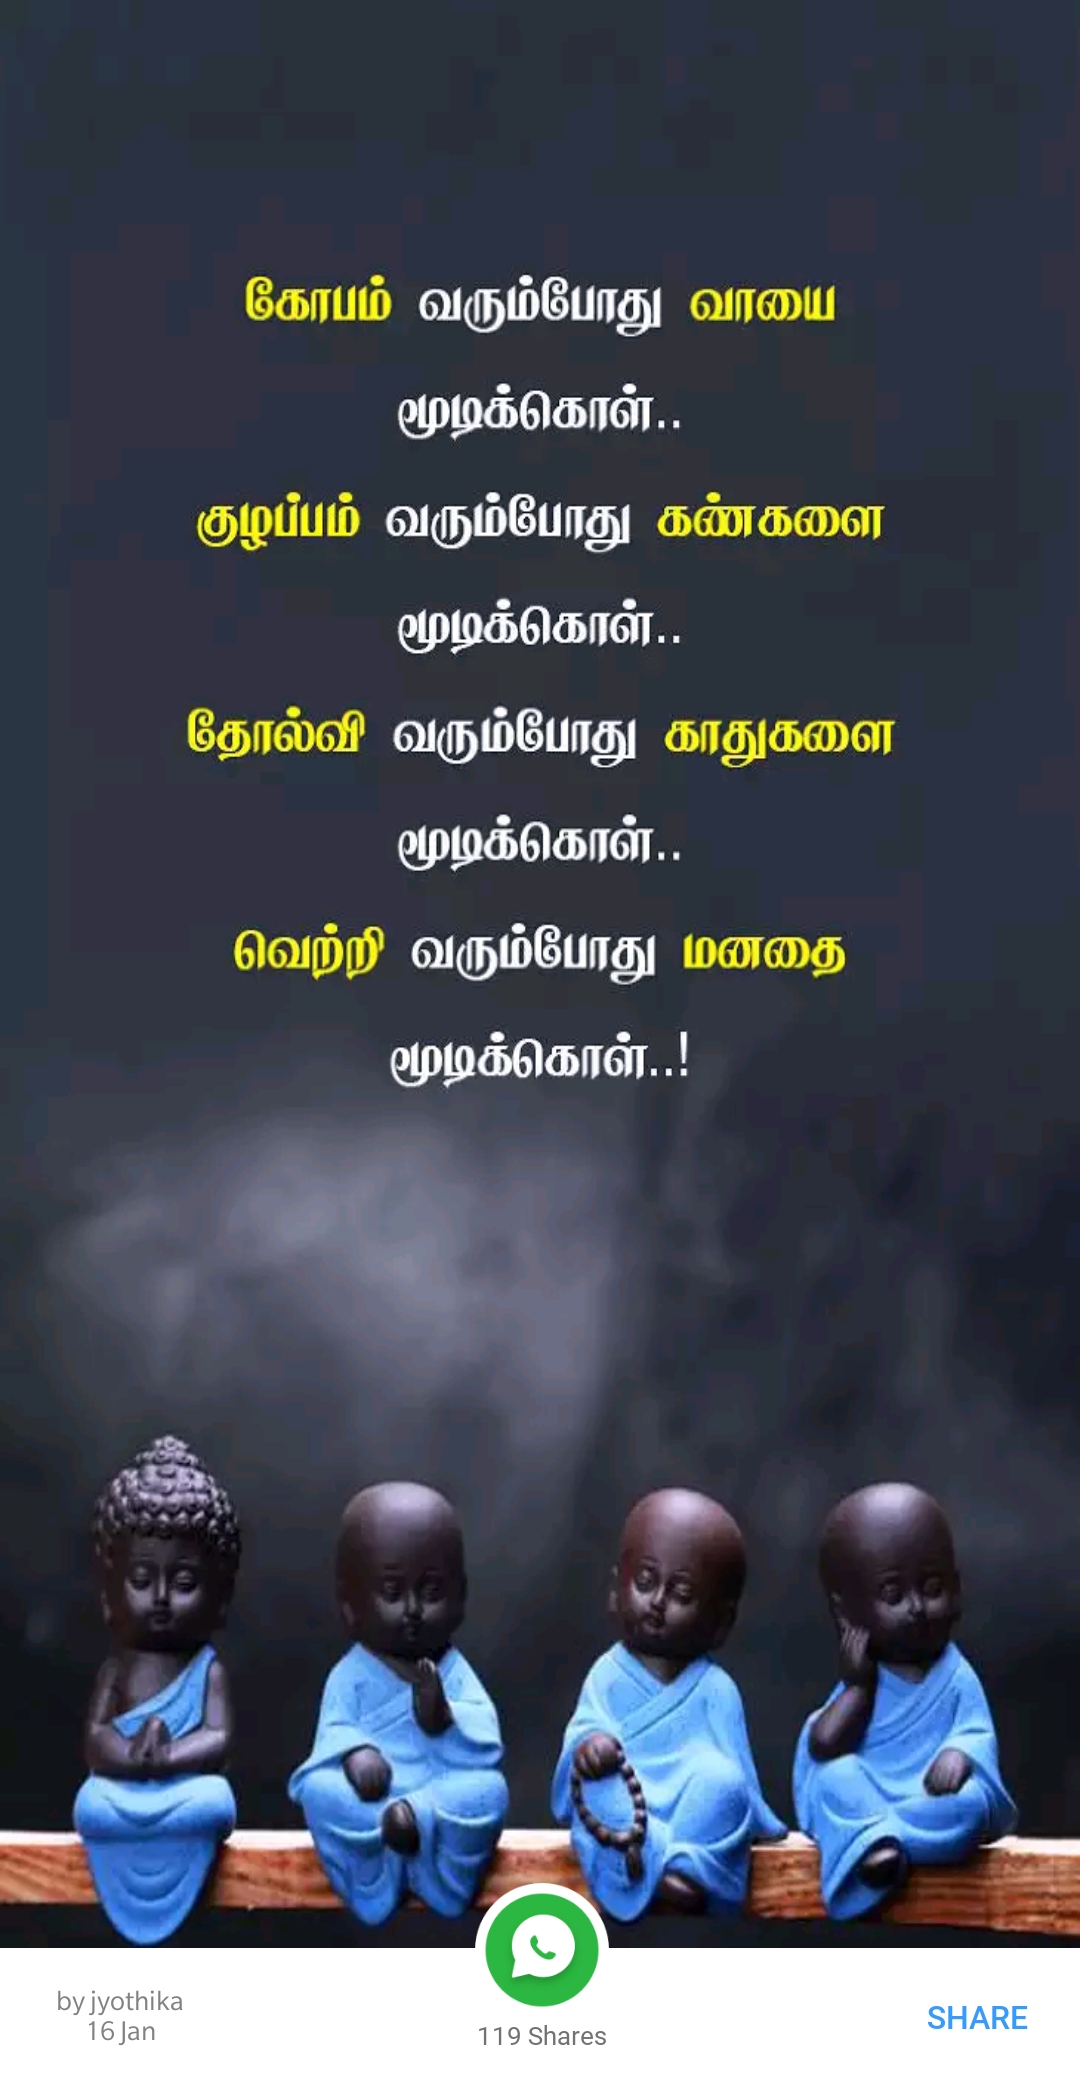 கோபம் வரும்போது வாயை
மூடிக்கொள்..
குழப்பம் வரும்போது கண்களை
மூடிக்கொள்..
தோல்வி வரும்போது காதுகளை
மூடிக்கொள்..
வெற்றி வரும்போது மனதை
மூடிக்கொள்..!
by jyothika
16 Jan
119 Shares
SHARE